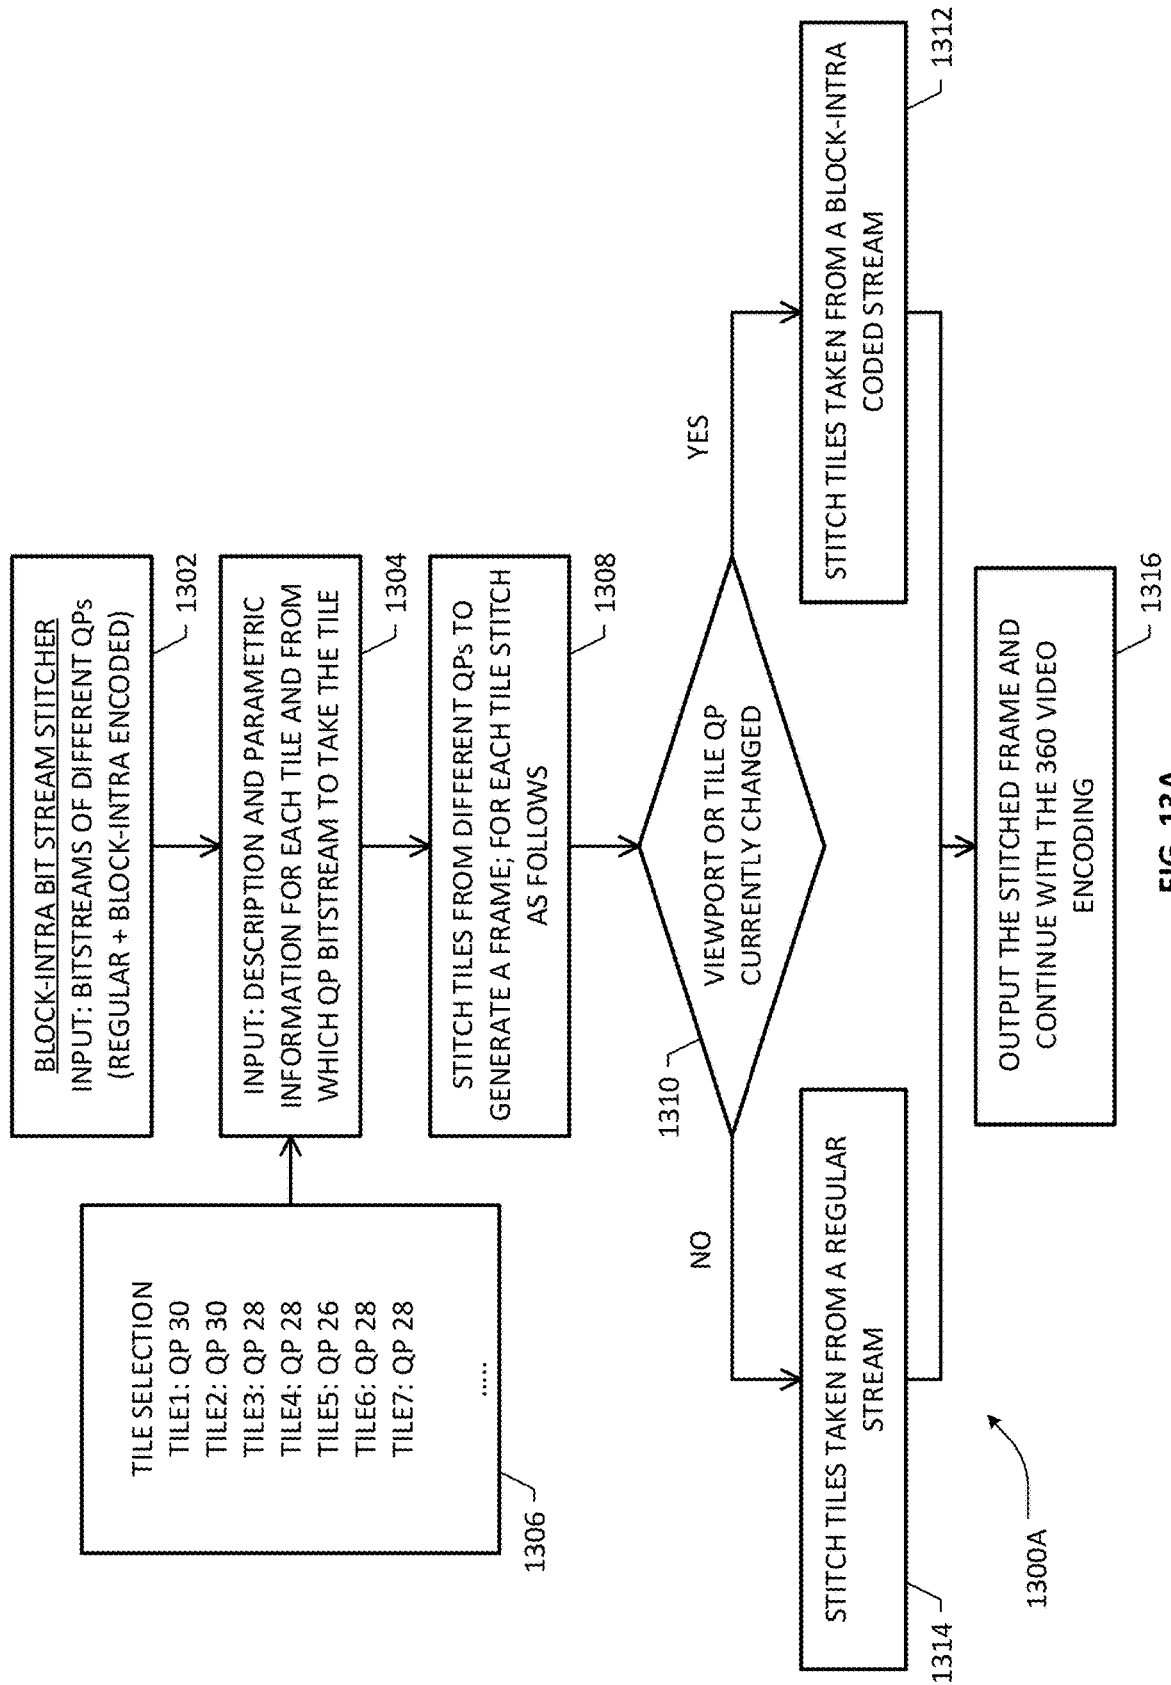 BLOCK-INTRA BIT STREAM STITCHER
INPUT: BITSTREAMS OF DIFFERENT QPs
(REGULAR + BLOCK-INTRA ENCODED)
1302
TILE SELECTION
TILE1: QP 30
TILE2: QP 30
TILE3: QP 28
TILE4: QP 28
TILE5: QP 26
TILE6: QP 28
TILE7: QP 28
.....
1306
INPUT: DESCRIPTION AND PARAMETRIC
INFORMATION FOR EACH TILE AND FROM
WHICH QP BITSTREAM TO TAKE THE TILE
1304
STITCH TILES FROM DIFFERENT QPs TO
GENERATE A FRAME; FOR EACH TILE STITCH
AS FOLLOWS
1308
VIEWPORT OR TILE QP
CURRENTLY CHANGED
1310
NO
YES
STITCH TILES TAKEN FROM A REGULAR
STREAM
1314
STITCH TILES TAKEN FROM A BLOCK-INTRA
CODED STREAM
1312
OUTPUT THE STITCHED FRAME AND
CONTINUE WITH THE 360 VIDEO
ENCODING
1316
1300A
FIG. 13A